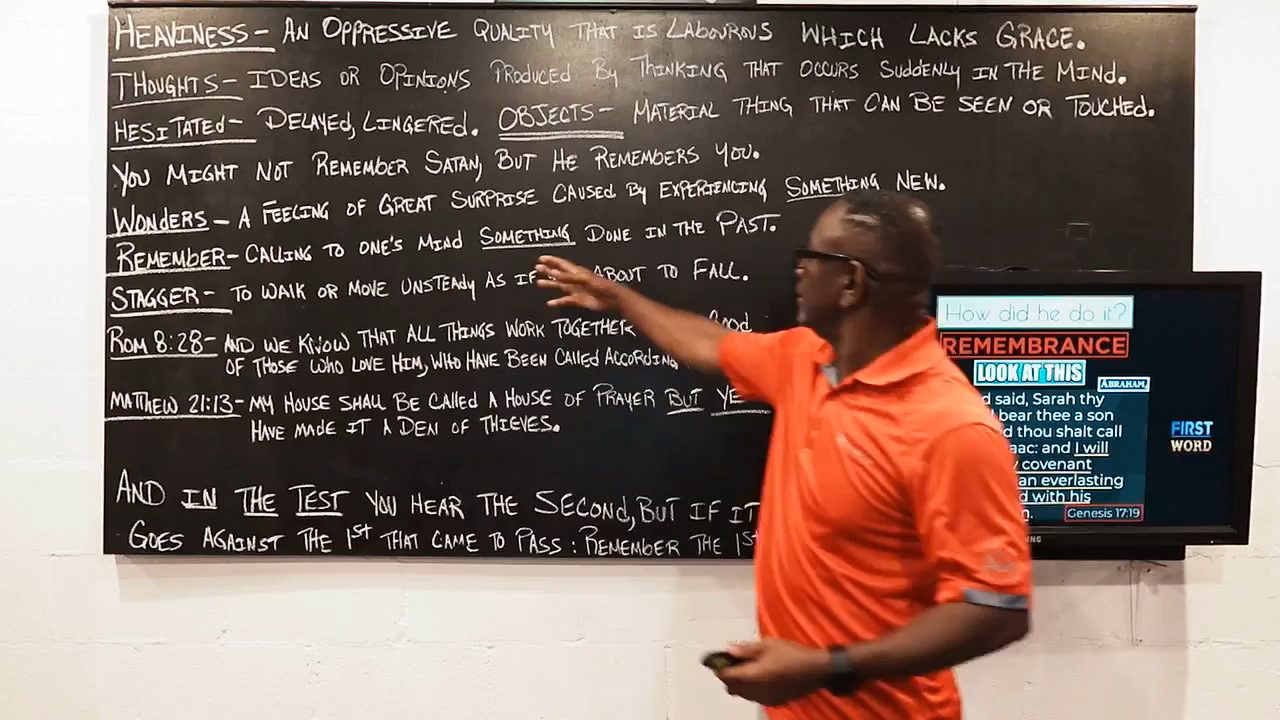 HEAVINESS - AN OPPRESSIVE QUALITY THAT IS LABOUROUS WHICH LACKS GRACE.
THOUGHTS - IDEAS OR OPINIONS PRODUCED BY THINKING THAT OCCURS SUDDENLY IN THE MIND.
HESITATED - DELAYED, LINGERED. OBJECTS - MATERIAL THING THAT CAN BE SEEN OR TOUCHED.
YOU MIGHT NOT REMEMBER SATAN, BUT HE REMEMBERS YOU.
WONDERS - A FEELING OF GREAT SURPRISE CAUSED BY EXPERIENCING SOMETHING NEW.
REMEMBER - CALLING TO ONE'S MIND SOMETHING DONE IN THE PAST.
STAGGER - TO WALK OR MOVE UNSTEADY AS IF ABOUT TO FALL.
ROM 8:28 - AND WE KNOW THAT ALL THINGS WORK TOGETHER GOOD
OF THOSE WHO LOVE HIM, WHO HAVE BEEN CALLED ACCORDING
MATTHEW 21:13 - MY HOUSE SHALL BE CALLED A HOUSE OF PRAYER BUT YE
HAVE MADE IT A DEN OF THIEVES.
AND IN THE TEST YOU HEAR THE SECOND, BUT IF IT
GOES AGAINST THE 1ST THAT CAME TO PASS: REMEMBER THE 1ST
How did he do it?
REMEMBRANCE
LOOK AT THIS
ABRAHAM,
said, Sarah thy
bear thee a son
thou shalt call
and I will
covenant
an everlasting
with his
Genesis 17:19
FIRST
WORD